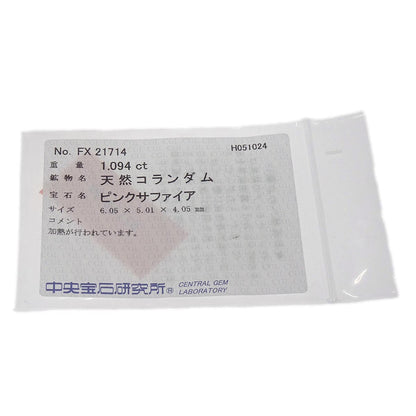 No. FX 21714 H051024
重量 1.094 ct
鉱物名 天然コランダム
宝石名 ピンクサファイア
サイズ 6.05 × 5.01 × 4.05 mm
コメント
加熱が行われています。
中央宝石研究所® CENTRAL GEM LABORATORY